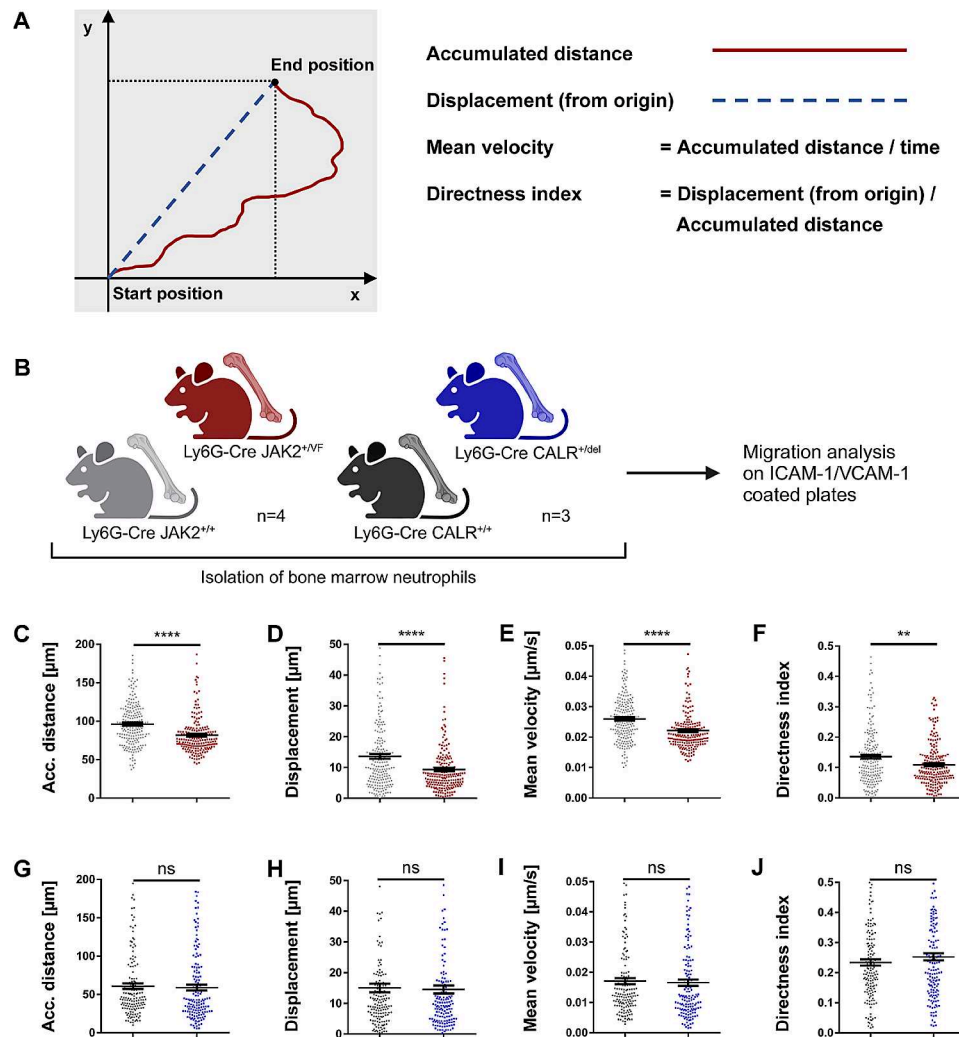 A
y
End position
Start position
x
Accumulated distance
Displacement (from origin)
Mean velocity = Accumulated distance / time
Directness index = Displacement (from origin) /
Accumulated distance
B
Ly6G-Cre JAK2+/VF
Ly6G-Cre CALR+/del
Ly6G-Cre JAK2+/+
n=4
Ly6G-Cre CALR+/+
n=3
Isolation of bone marrow neutrophils
Migration analysis
on ICAM-1/VCAM-1
coated plates
C
Acc. distance [µm]
200
150
100
50
0
****
D
Displacement [µm]
50
40
30
20
10
0
****
E
Mean velocity [µm/s]
0.05
0.04
0.03
0.02
0.01
0.00
****
F
Directness index
0.5
0.4
0.3
0.2
0.1
0.0
**
G
Acc. distance [µm]
200
150
100
50
0
ns
H
Displacement [µm]
50
40
30
20
10
0
ns
I
Mean velocity [µm/s]
0.05
0.04
0.03
0.02
0.01
0.00
ns
J
Directness index
0.5
0.4
0.3
0.2
0.1
0.0
ns